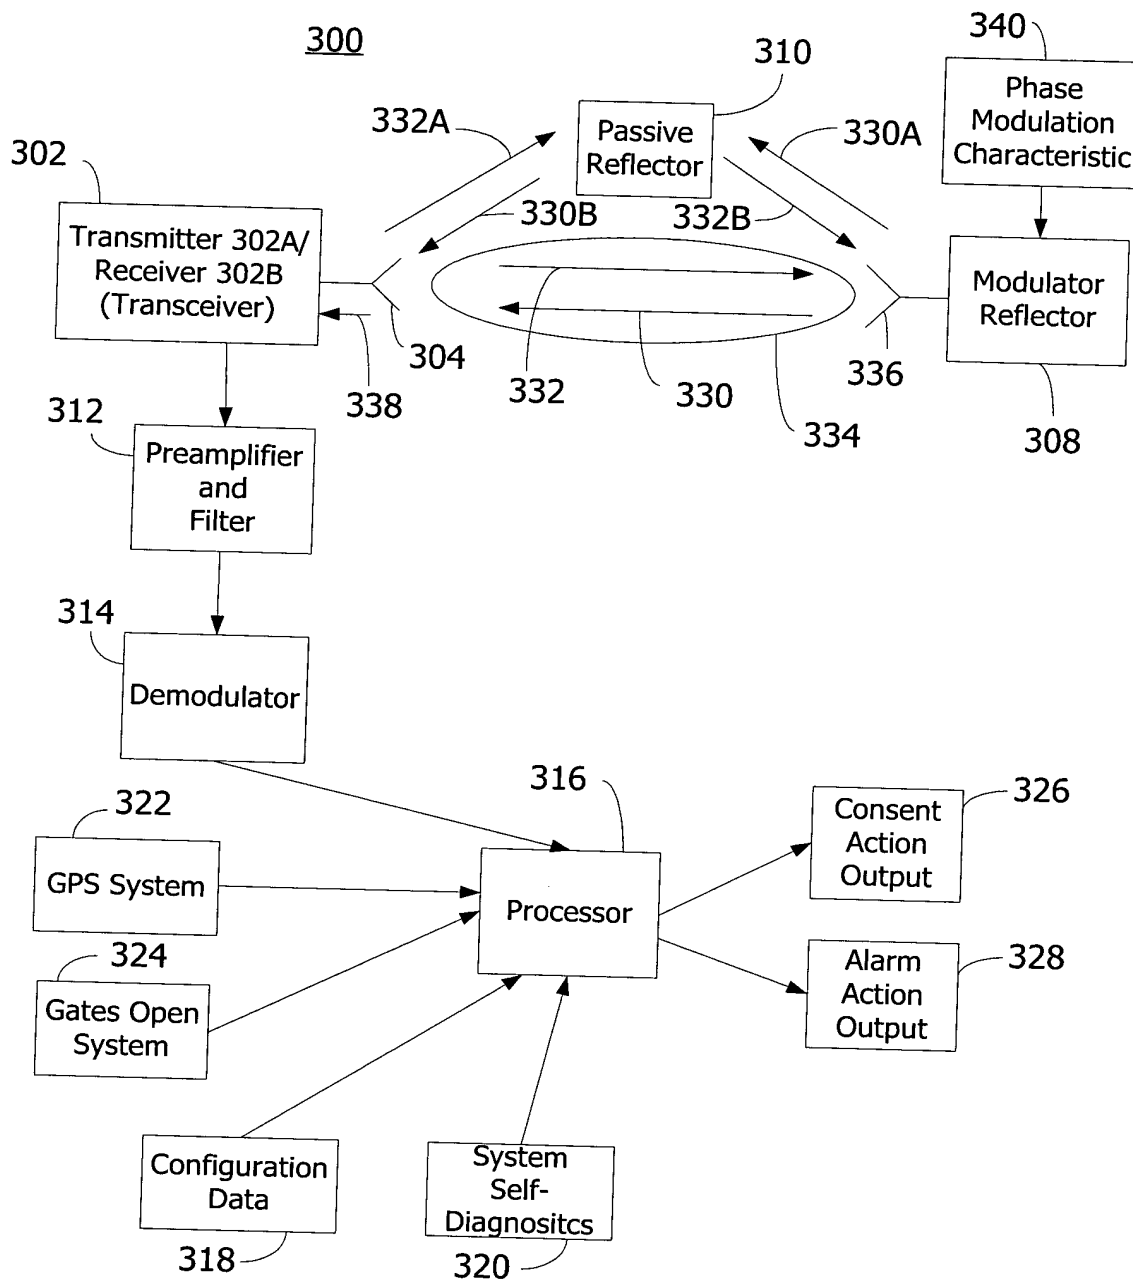 300
310
340
Phase
Modulation
Characteristic
332A
Passive
Reflector
330A
302
330B
332B
Transmitter 302A/
Receiver 302B
(Transceiver)
332
330
Modulator
Reflector
338
304
334
336
308
312
Preamplifier
and
Filter
314
Demodulator
322
316
326
GPS System
Processor
Consent
Action
Output
324
Gates Open
System
Alarm
Action
Output
328
Configuration
Data
System
Self-
Diagnositcs
318
320